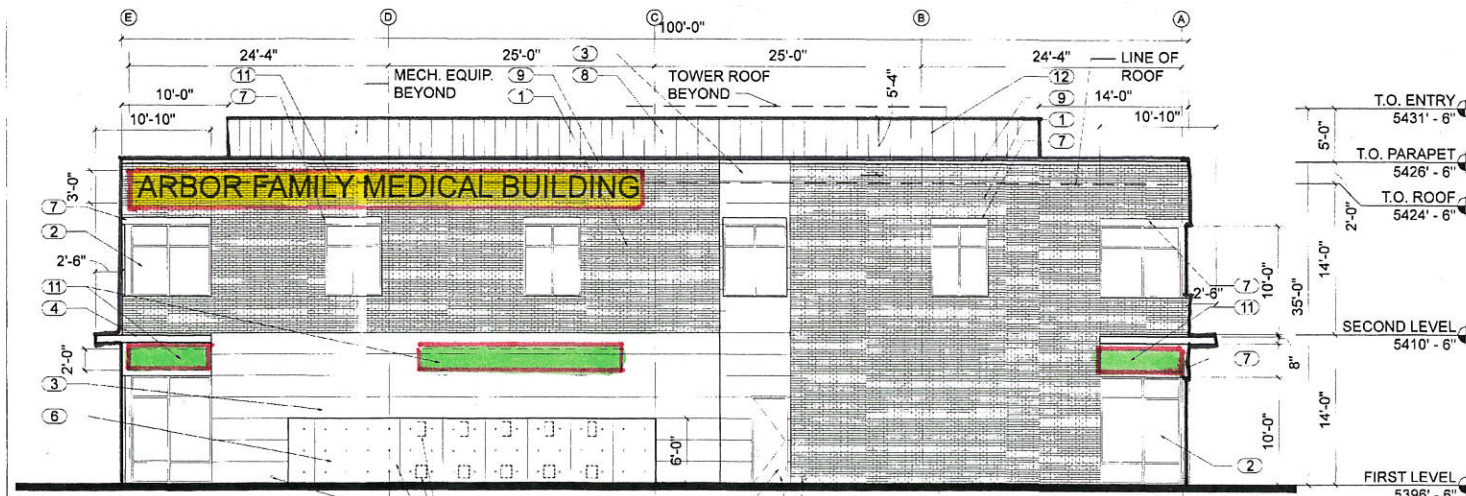 E D C B A
100'-0"
24'-4" 25'-0" 3 25'-0" 24'-4" LINE OF
11 MECH. EQUIP. 9 TOWER ROOF 12 ROOF
7 BEYOND 1 8 BEYOND 5'-4" 9
10'-0" 1 14'-0" T.O. ENTRY
10'-10" 7 10'-10" 5431' - 6"
5'-0"
T.O. PARAPET
5426' - 6"
3'-0" ARBOR FAMILY MEDICAL BUILDING
T.O. ROOF
5424' - 6"
2'-0"
7
2
2'-6" 14'-0"
10'-0" 35'-0"
7
11 2'-6" 11
4
SECOND LEVEL
5410' - 6"
2'-0" 7 8"
3
6 6'-0" 10'-0" 14'-0"
2
FIRST LEVEL
5396' - 6"